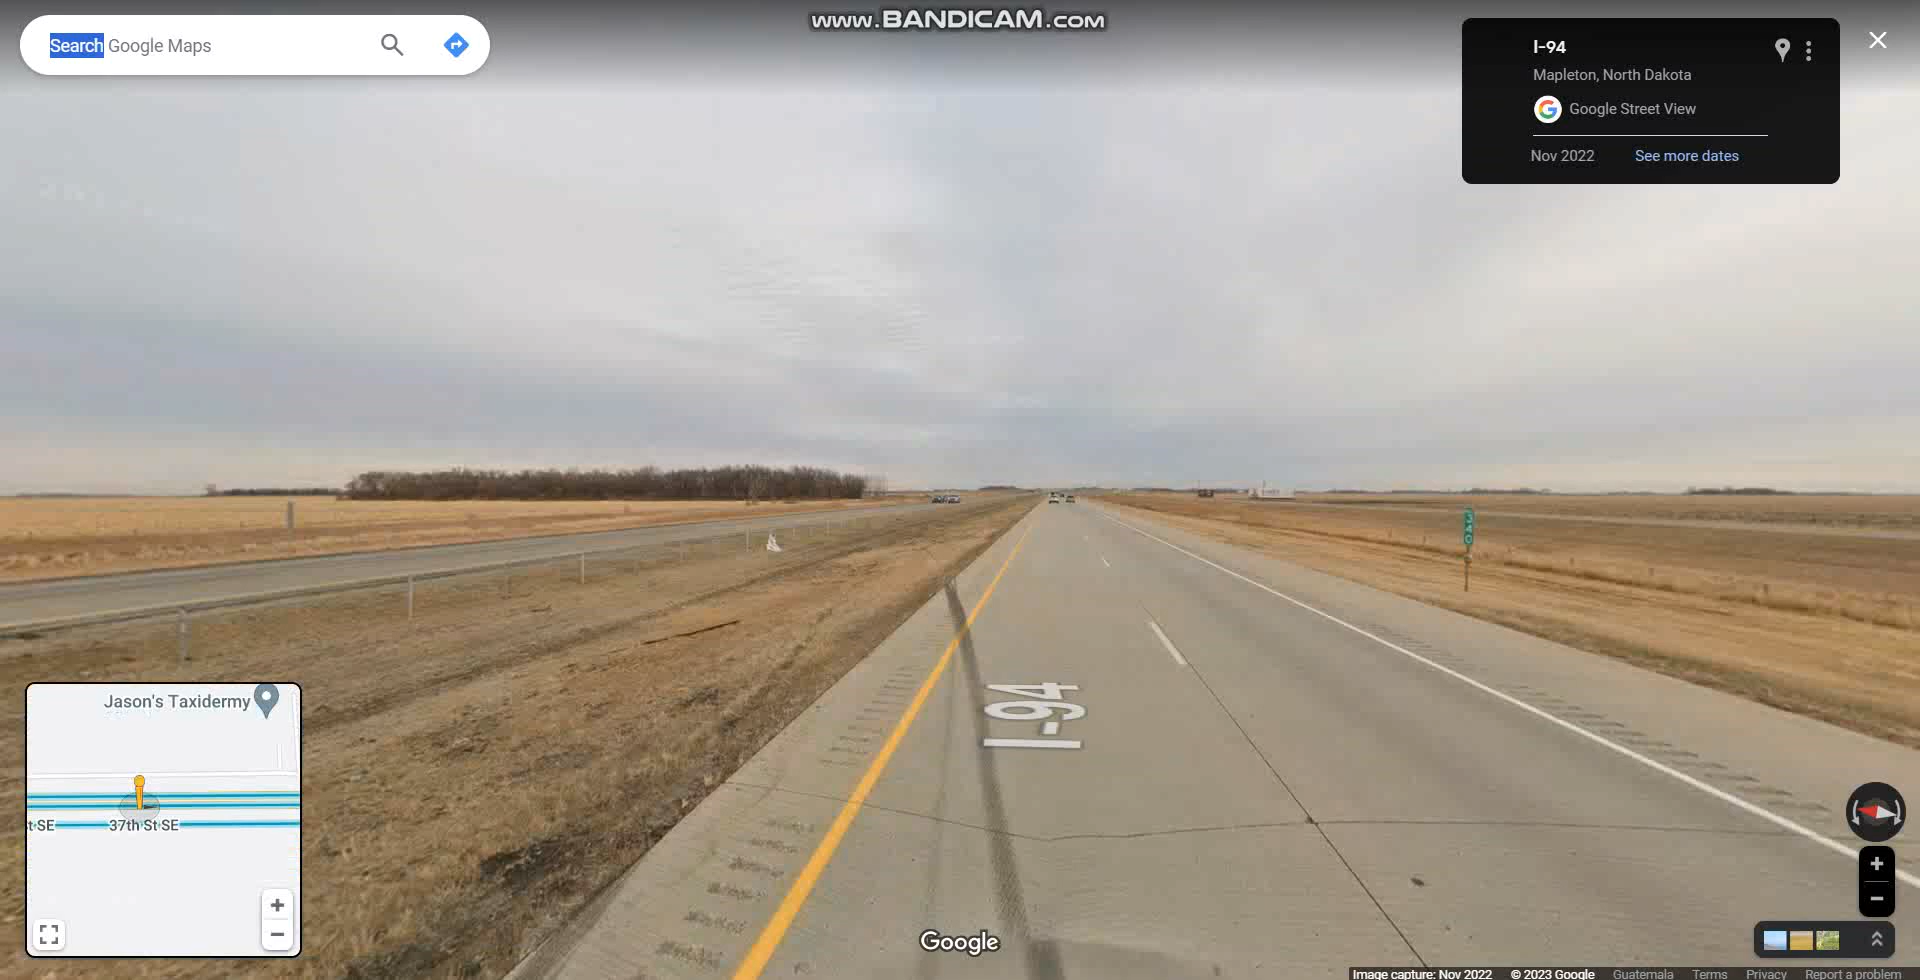 www.BANDICAM.com
Search Google Maps
I-94
Mapleton, North Dakota
Google Street View
Nov 2022 See more dates
340
I-94
Jason's Taxidermy
t SE 37th St SE
Google
Image capture: Nov 2022 © 2023 Google Guatemala Terms Privacy Report a problem